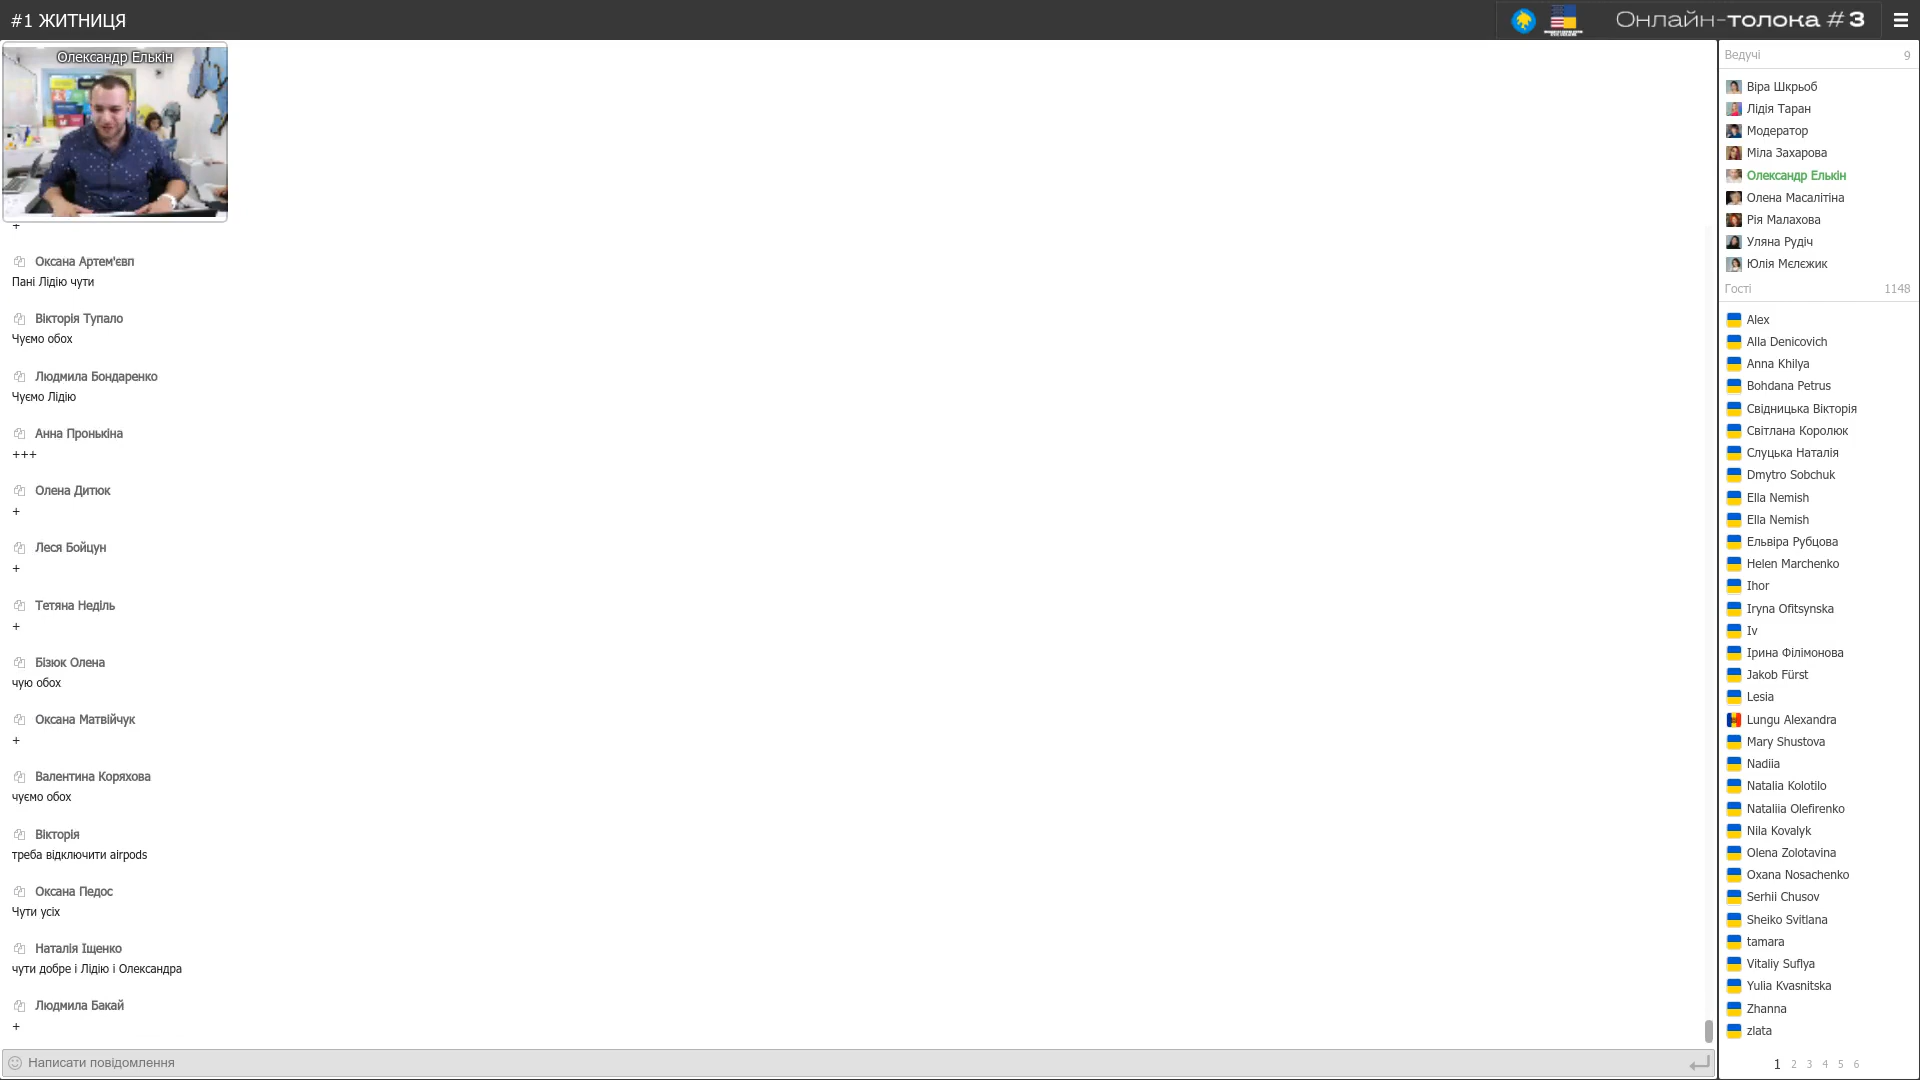 #1 ЖИТНИЦЯ
Онлайн-толока #3
Олександр Елькін
+
Оксана Артем'євп
Пані Лідію чути
Вікторія Тупало
Чуємо обох
Людмила Бондаренко
Чуємо Лідію
Анна Пронькіна
+++
Олена Дитюк
+
Леся Бойцун
+
Тетяна Неділь
+
Бізюк Олена
чую обох
Оксана Матвійчук
+
Валентина Коряхова
чуємо обох
Вікторія
треба відключити airpods
Оксана Педос
Чути усіх
Наталія Іщенко
чути добре і Лідію і Олександра
Людмила Бакай
+
Написати повідомлення
Ведучі 9
Віра Шкрьоб
Лідія Таран
Модератор
Міла Захарова
Олександр Елькін
Олена Масалітіна
Рія Малахова
Уляна Рудіч
Юлія Мєлєжик
Гості 1148
Alex
Alla Denicovich
Anna Khilya
Bohdana Petrus
Свідницька Вікторія
Світлана Королюк
Слуцька Наталія
Dmytro Sobchuk
Ella Nemish
Ella Nemish
Ельвіра Рубцова
Helen Marchenko
Ihor
Iryna Ofitsynska
Iv
Ірина Філімонова
Jakob Fürst
Lesia
Lungu Alexandra
Mary Shustova
Nadiia
Natalia Kolotilo
Nataliia Olefirenko
Nila Kovalyk
Olena Zolotavina
Oxana Nosachenko
Serhii Chusov
Sheiko Svitlana
tamara
Vitaliy Suflya
Yulia Kvasnitska
Zhanna
zlata
1 2 3 4 5 6